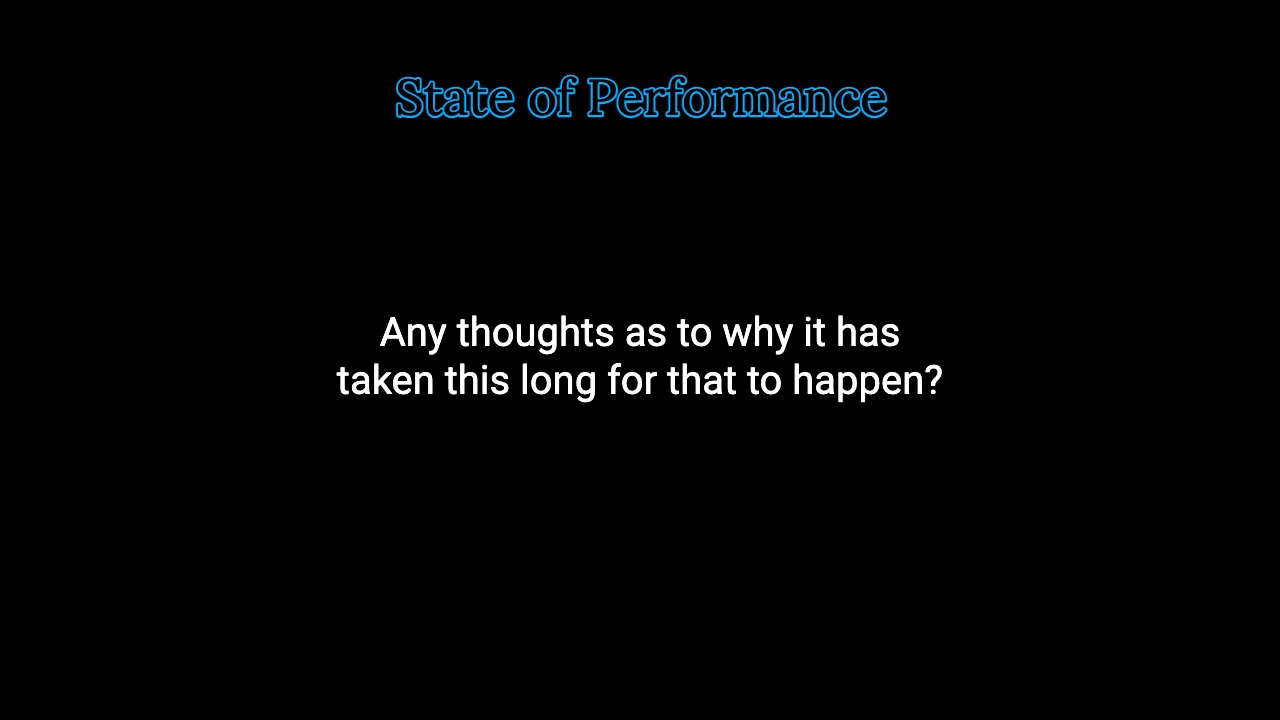 State of Performance
Any thoughts as to why it has
taken this long for that to happen?